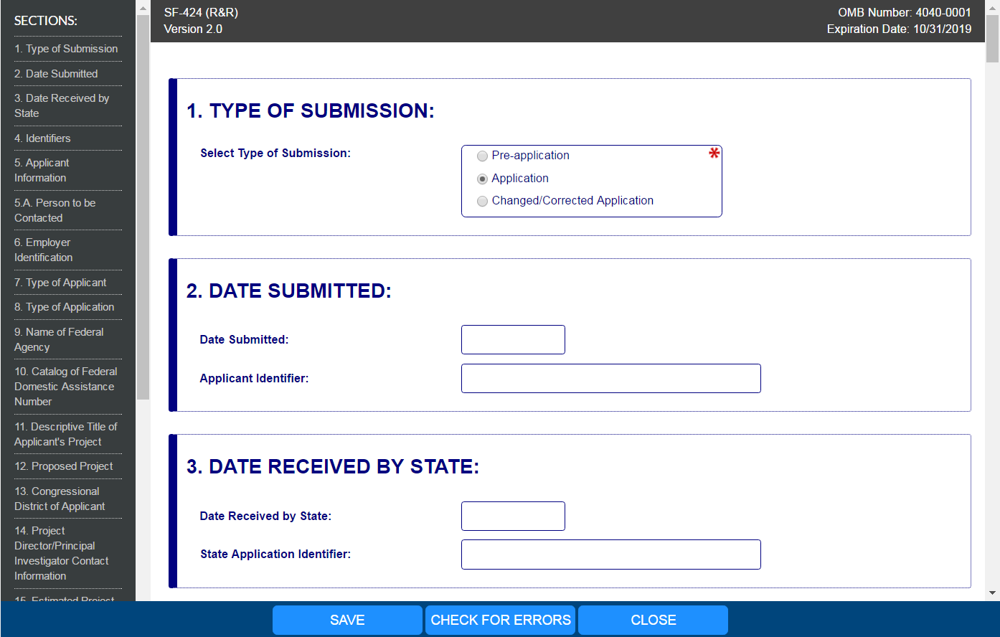 SECTIONS:
1. Type of Submission
2. Date Submitted
3. Date Received by
State
4. Identifiers
5. Applicant
Information
5.A. Person to be
Contacted
6. Employer
Identification
7. Type of Applicant
8. Type of Application
9. Name of Federal
Agency
10. Catalog of Federal
Domestic Assistance
Number
11. Descriptive Title of
Applicant's Project
12. Proposed Project
13. Congressional
District of Applicant
14. Project
Director/Principal
Investigator Contact
Information
15. Estimated Project
SF-424 (R&R)
Version 2.0
OMB Number: 4040-0001
Expiration Date: 10/31/2019
1. TYPE OF SUBMISSION:
Select Type of Submission:
Pre-application
*
Application
Changed/Corrected Application
2. DATE SUBMITTED:
Date Submitted:
Applicant Identifier:
3. DATE RECEIVED BY STATE:
Date Received by State:
State Application Identifier:
SAVE
CHECK FOR ERRORS
CLOSE